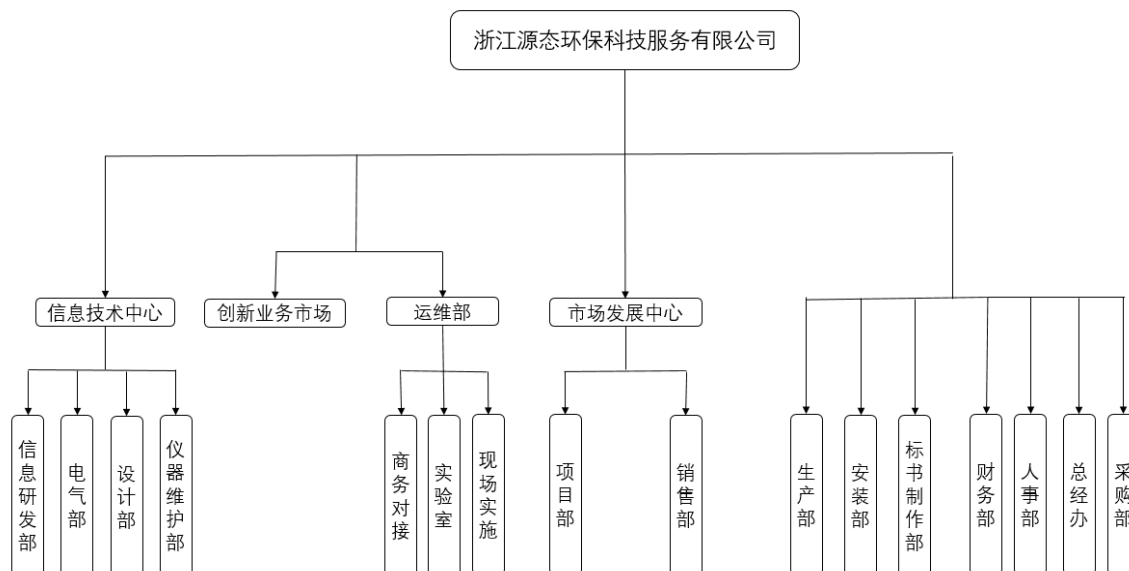 浙江源态环保科技服务有限公司
信息技术中心
创新业务市场
运维部
市场发展中心
信息研发部
电气部
设计部
仪器维护部
商务对接
实验室
现场实施
项目部
销售部
生产部
安装部
标书制作部
财务部
人事部
总经办
采购部